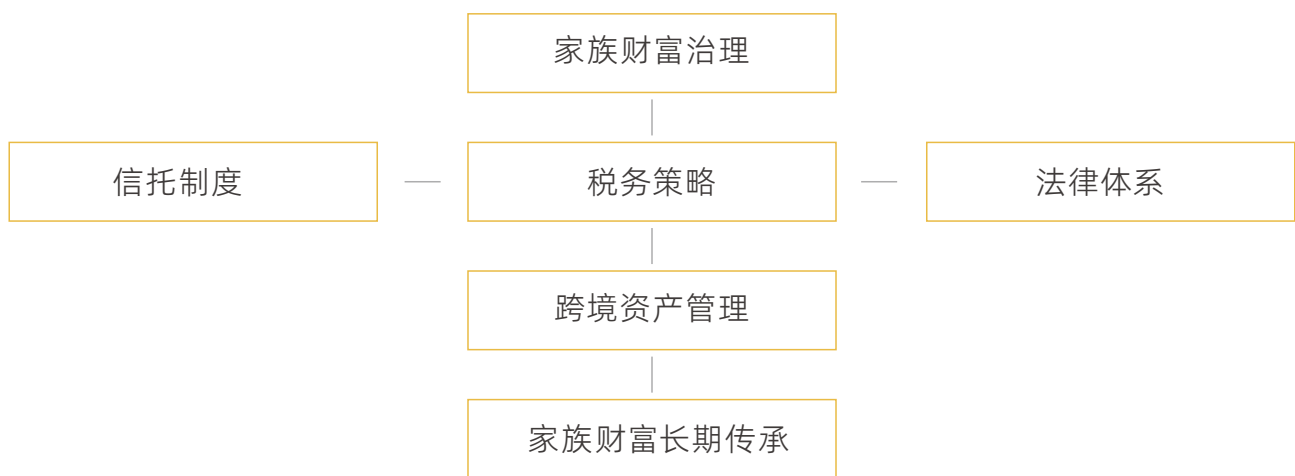 家族财富治理
信托制度
税务策略
法律体系
跨境资产管理
家族财富长期传承